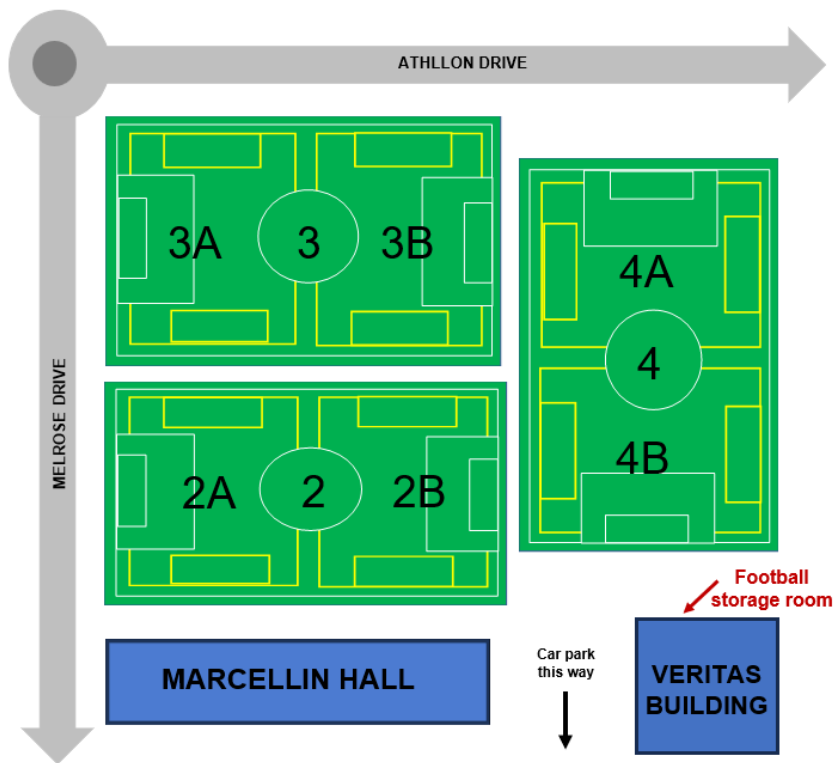 ATHLLON DRIVE
MELROSE DRIVE
3A
3
3B
4A
4
4B
2A
2
2B
Football
storage room
MARCELLIN HALL
Car park
this way
VERITAS
BUILDING